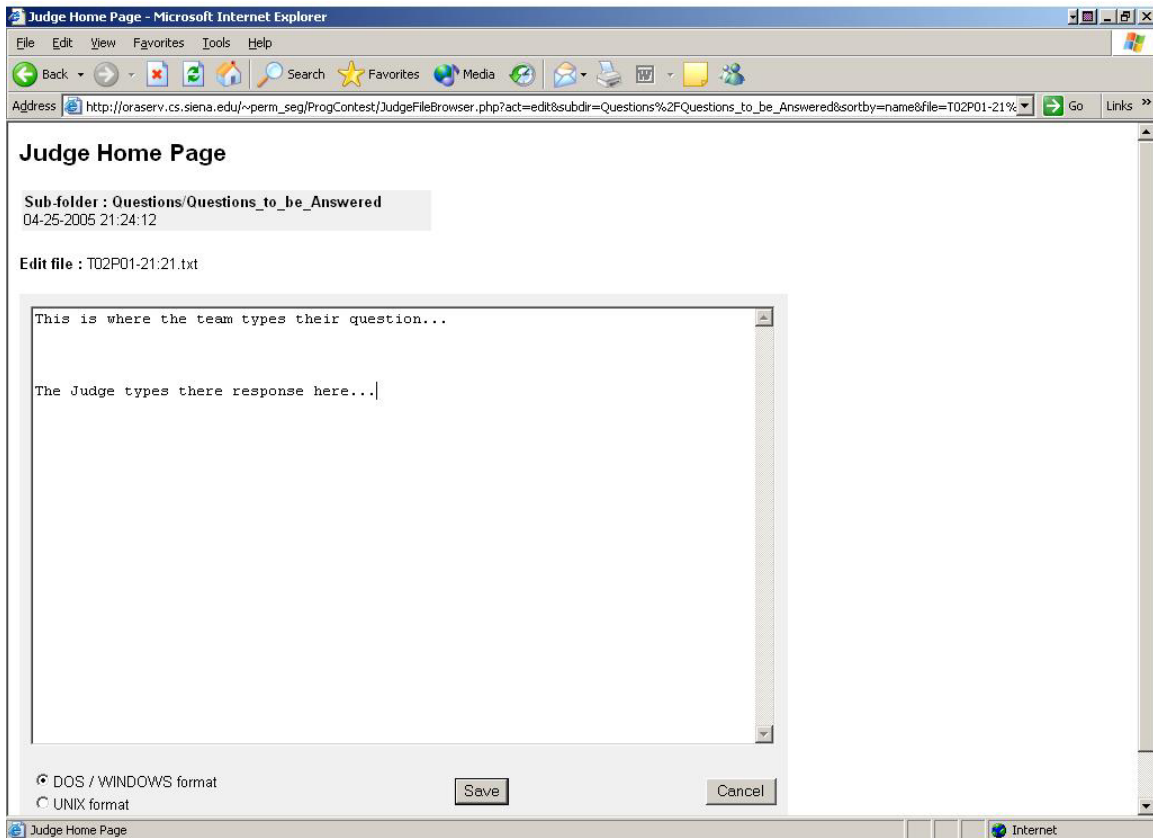 Judge Home Page - Microsoft Internet Explorer
File Edit View Favorites Tools Help
Back Search Favorites Media
Address http://oraserv.cs.siena.edu/~perm_seg/ProgContest/JudgeFileBrowser.php?act=edit&subdir=Questions%2FQuestions_to_be_Answered&sortby=name&file=T02P01-21% Go Links »
Judge Home Page
Sub-folder : Questions/Questions_to_be_Answered
04-25-2005 21:24:12
Edit file : T02P01-21:21.txt
This is where the team types their question...
The Judge types there response here...
DOS / WINDOWS format
UNIX format
Save
Cancel
Judge Home Page
Internet